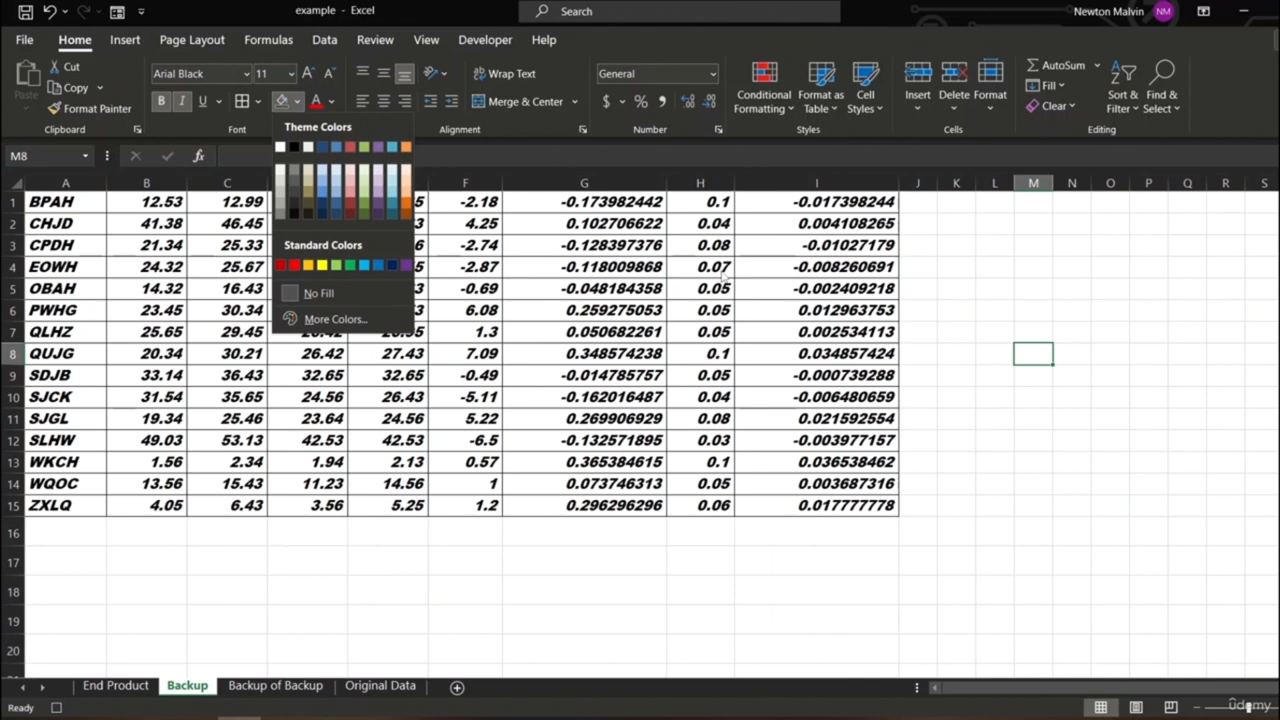 example - Excel
Search
Newton Malvin NM
File Home Insert Page Layout Formulas Data Review View Developer Help
Paste
Cut
Copy
Format Painter
Clipboard
Arial Black 11 A A
B I U A
Font
Wrap Text
Merge & Center
Alignment
General
$ % 9
Number
Conditional Formatting
Format as Table
Cell Styles
Styles
Insert Delete Format
Cells
AutoSum
Fill
Clear
Sort & Filter
Find & Select
Editing
Theme Colors
Standard Colors
No Fill
More Colors...
M8 fx
A B C F G H I J K L M N O P Q R S
1 BPAH 12.53 12.99 5 -2.18 -0.173982442 0.1 -0.017398244
2 CHJD 41.38 46.45 3 4.25 0.102706622 0.04 0.004108265
3 CPDH 21.34 25.33 6 -2.74 -0.128397376 0.08 -0.01027179
4 EOWH 24.32 25.67 5 -2.87 -0.118009868 0.07 -0.008260691
5 OBAH 14.32 16.43 3 -0.69 -0.048184358 0.05 -0.002409218
6 PWHG 23.45 30.34 3 6.08 0.259275053 0.05 0.012963753
7 QLHZ 25.65 29.45 1.3 0.050682261 0.05 0.002534113
8 QUJG 20.34 30.21 26.42 27.43 7.09 0.348574238 0.1 0.034857424
9 SDJB 33.14 36.43 32.65 32.65 -0.49 -0.014785757 0.05 -0.000739288
10 SJCK 31.54 35.65 24.56 26.43 -5.11 -0.162016487 0.04 -0.006480659
11 SJGL 19.34 25.46 23.64 24.56 5.22 0.269906929 0.08 0.021592554
12 SLHW 49.03 53.13 42.53 42.53 -6.5 -0.132571895 0.03 -0.003977157
13 WKCH 1.56 2.34 1.94 2.13 0.57 0.365384615 0.1 0.036538462
14 WQOC 13.56 15.43 11.23 14.56 1 0.073746313 0.05 0.003687316
15 ZXLQ 4.05 6.43 3.56 5.25 1.2 0.296296296 0.06 0.017777778
16
17
18
19
20
End Product Backup Backup of Backup Original Data
Ready
ûdemy